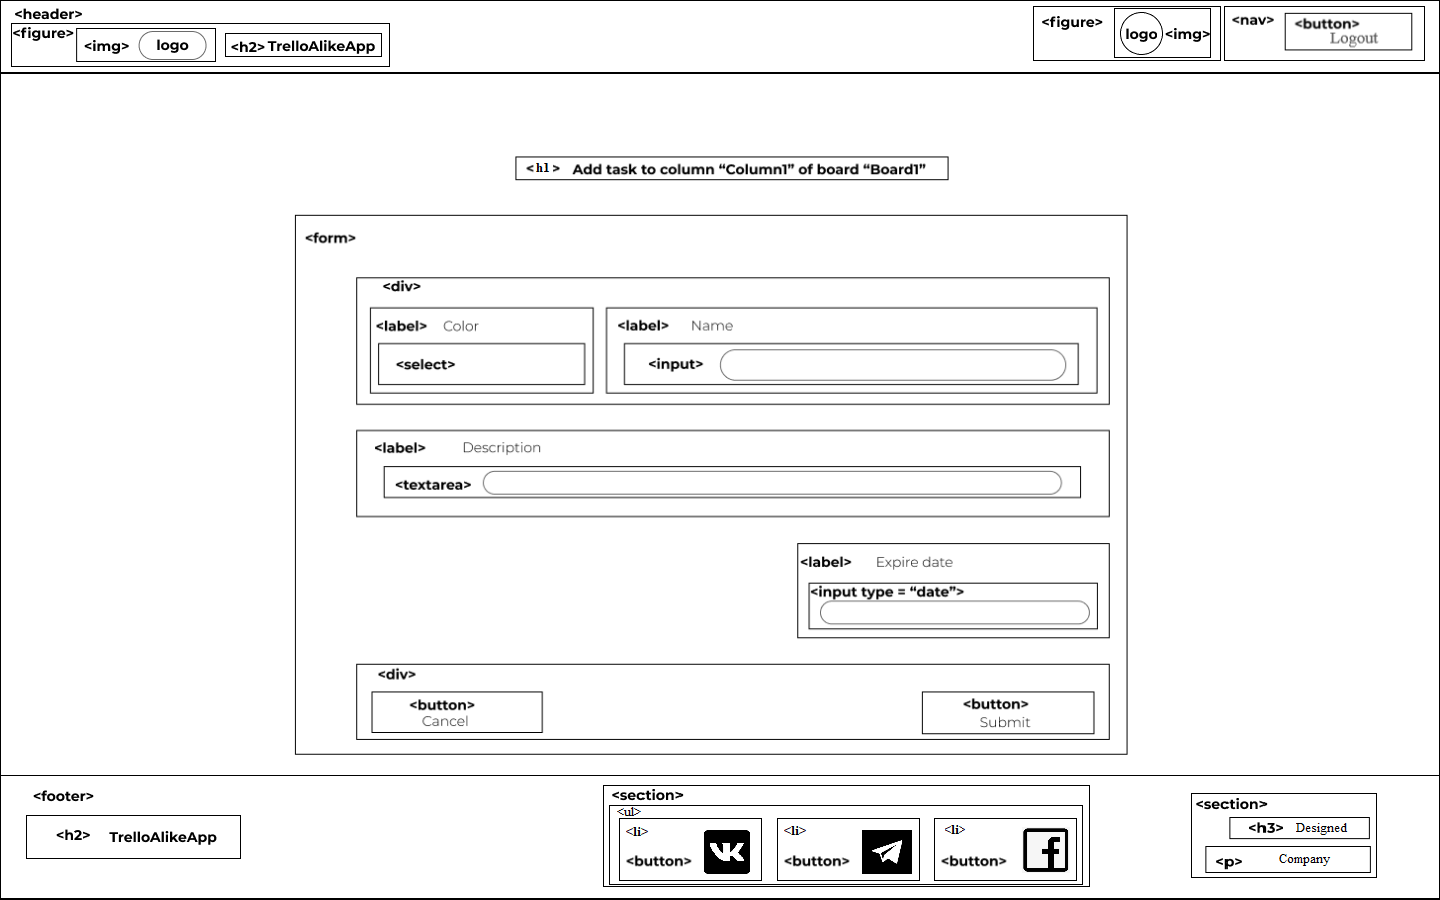 <header>
<figure>
<img> logo
<h2> TrelloAlikeApp
<figure>
logo <img>
<nav>
<button>
Logout
<h1> Add task to column “Column1” of board “Board1”
<form>
<div>
<label> Color
<select>
<label> Name
<input>
<label> Description
<textarea>
<label> Expire date
<input type = “date”>
<div>
<button>
Cancel
<button>
Submit
<footer>
<h2> TrelloAlikeApp
<section>
<ul>
<li>
<button>
<li>
<button>
<li>
<button>
<section>
<h3> Designed
<p> Company